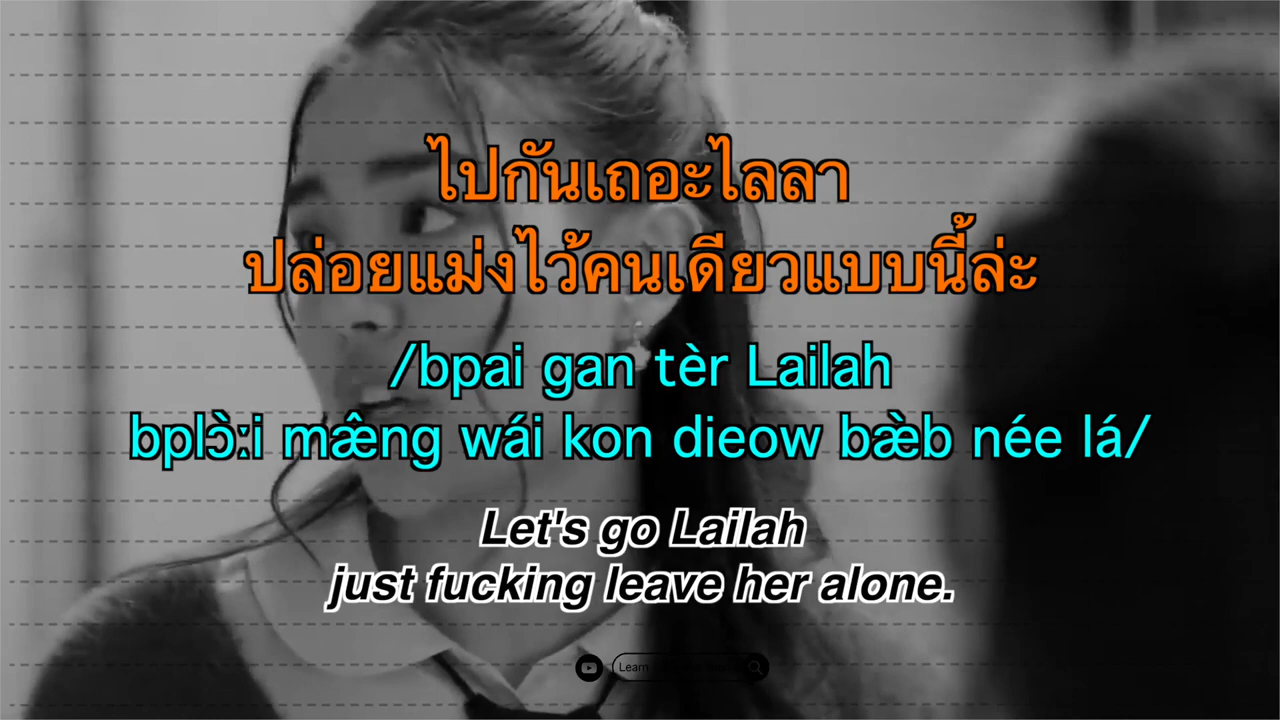 ไปกันเถอะไลลา
ปล่อยแม่งไว้คนเดียวแบบนี้ล่ะ
/bpai gan tèr Lailah
bplɔ̀ːi mæ̂ng wái kon dieow bæ̀b née lá/
Let's go Lailah
just fucking leave her alone.
Learn